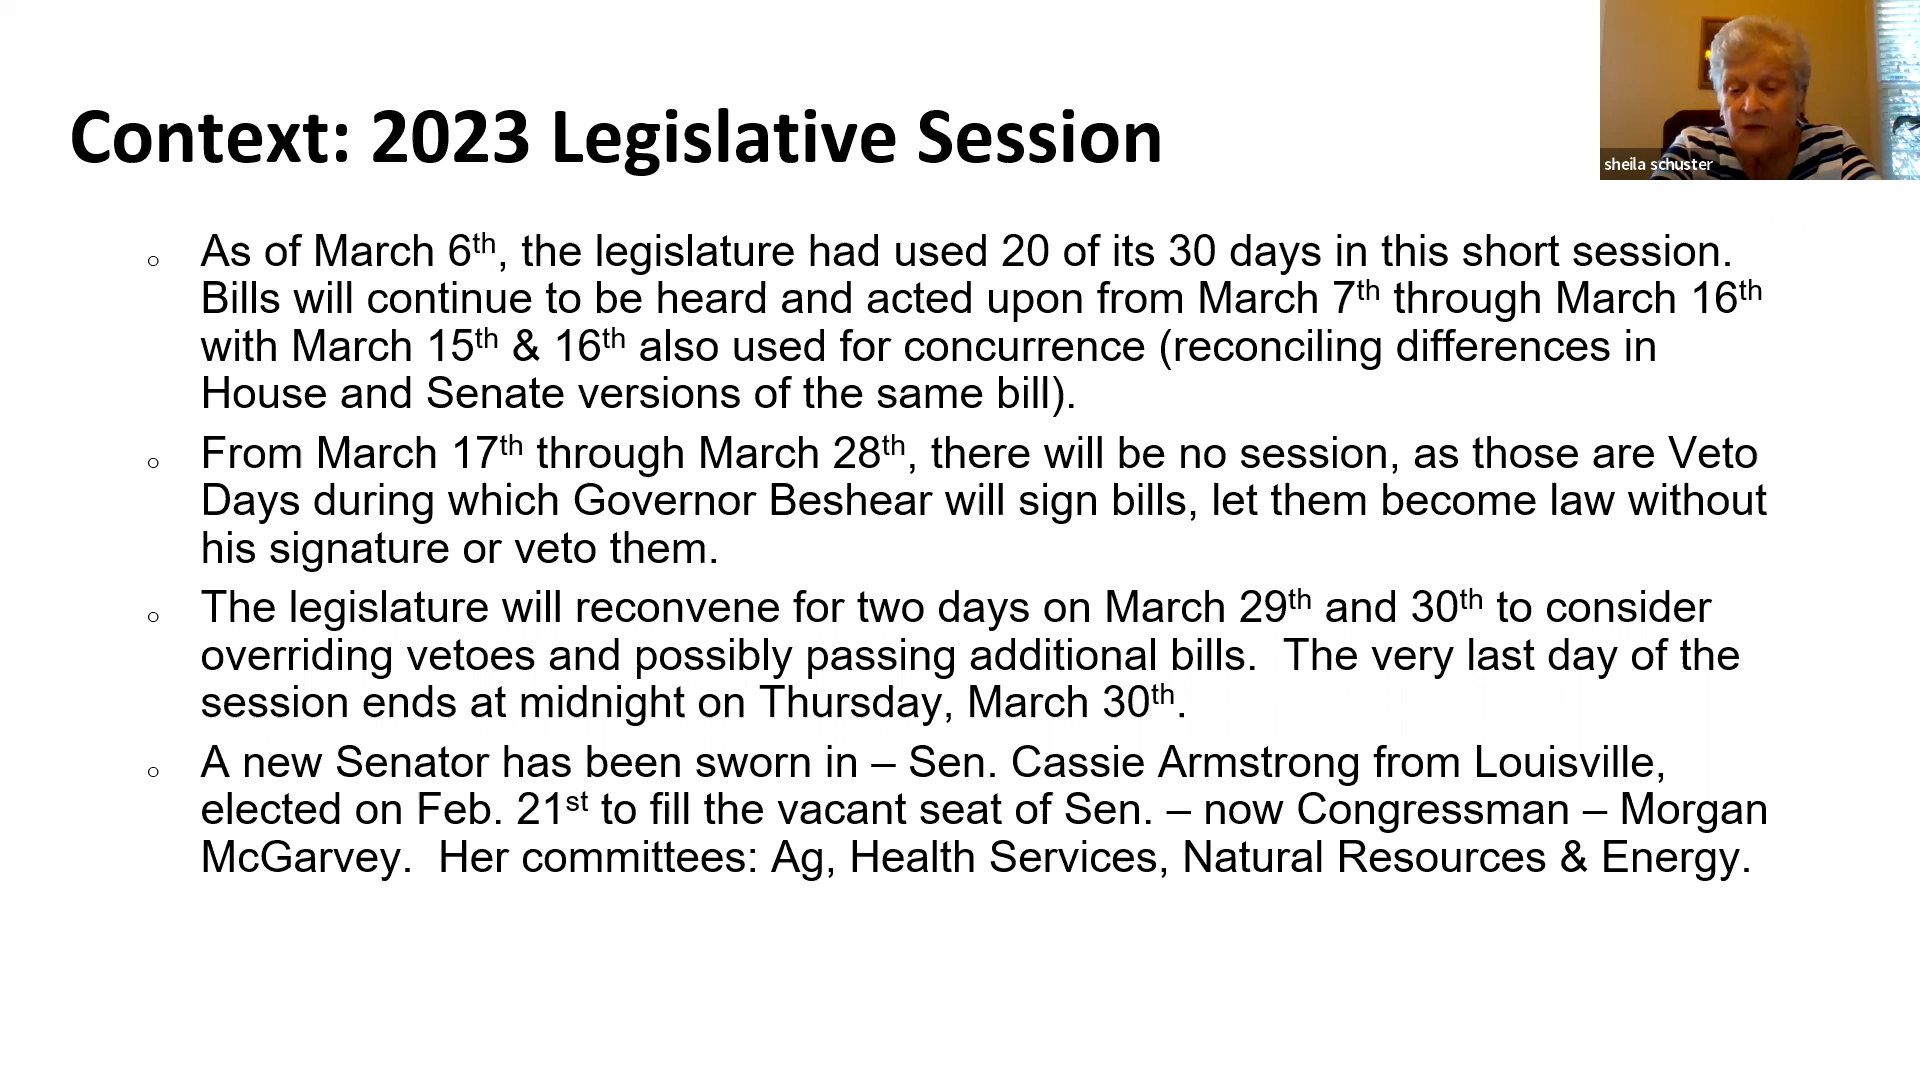 Context: 2023 Legislative Session
sheila schuster
○ As of March 6th, the legislature had used 20 of its 30 days in this short session.
Bills will continue to be heard and acted upon from March 7th through March 16th
with March 15th & 16th also used for concurrence (reconciling differences in
House and Senate versions of the same bill).
○ From March 17th through March 28th, there will be no session, as those are Veto
Days during which Governor Beshear will sign bills, let them become law without
his signature or veto them.
○ The legislature will reconvene for two days on March 29th and 30th to consider
overriding vetoes and possibly passing additional bills.  The very last day of the
session ends at midnight on Thursday, March 30th.
○ A new Senator has been sworn in – Sen. Cassie Armstrong from Louisville,
elected on Feb. 21st to fill the vacant seat of Sen. – now Congressman – Morgan
McGarvey.  Her committees: Ag, Health Services, Natural Resources & Energy.